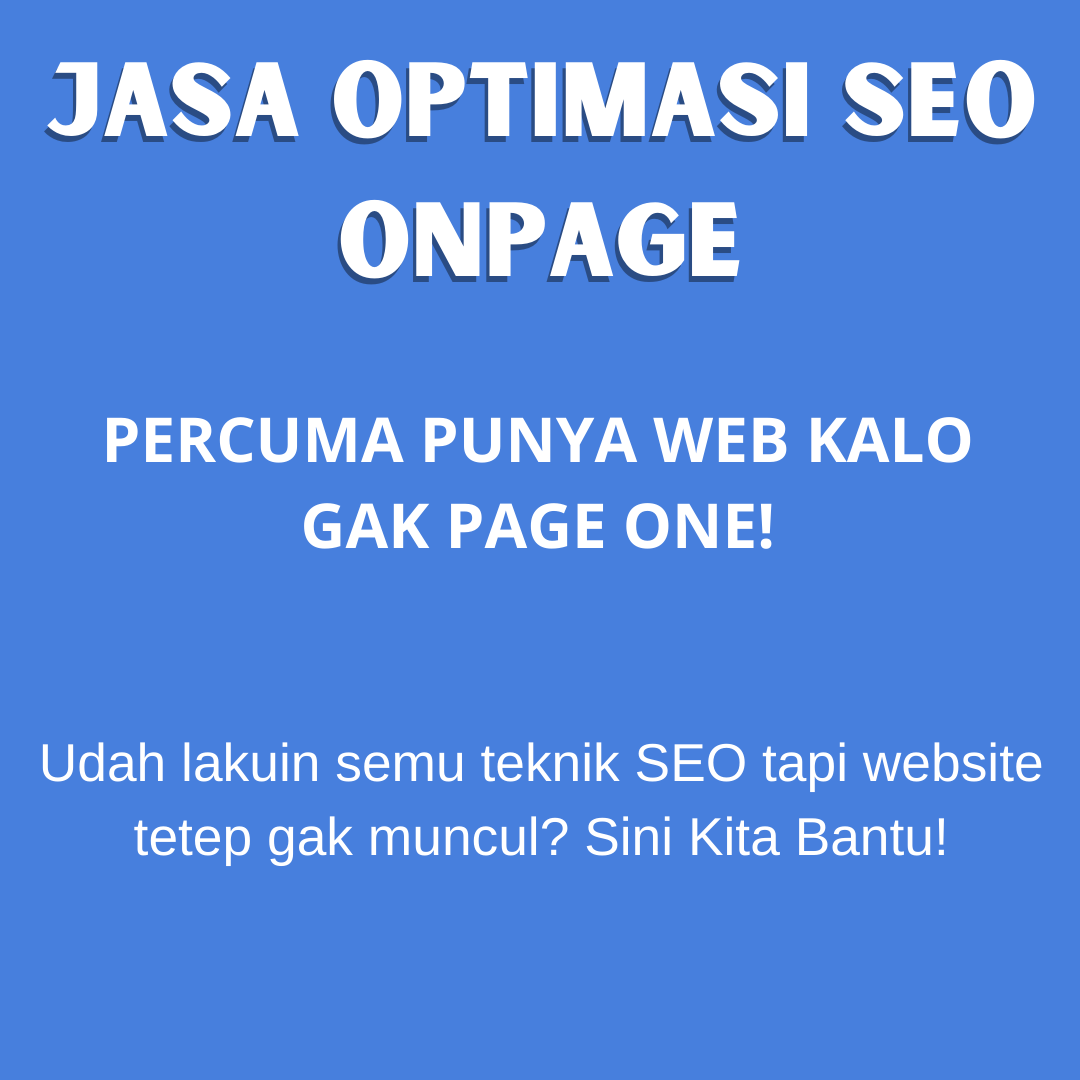 JASA OPTIMASI SEO
ONPAGE
PERCUMA PUNYA WEB KALO
GAK PAGE ONE!
Udah lakuin semu teknik SEO tapi website
tetep gak muncul? Sini Kita Bantu!